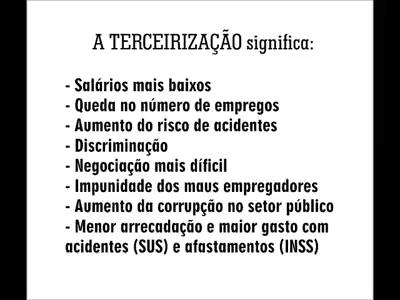 A TERCEIRIZAÇÃO significa:
- Salários mais baixos
- Queda no número de empregos
- Aumento do risco de acidentes
- Discriminação
- Negociação mais díficil
- Impunidade dos maus empregadores
- Aumento da corrupção no setor público
- Menor arrecadação e maior gasto com
acidentes (SUS) e afastamentos (INSS)